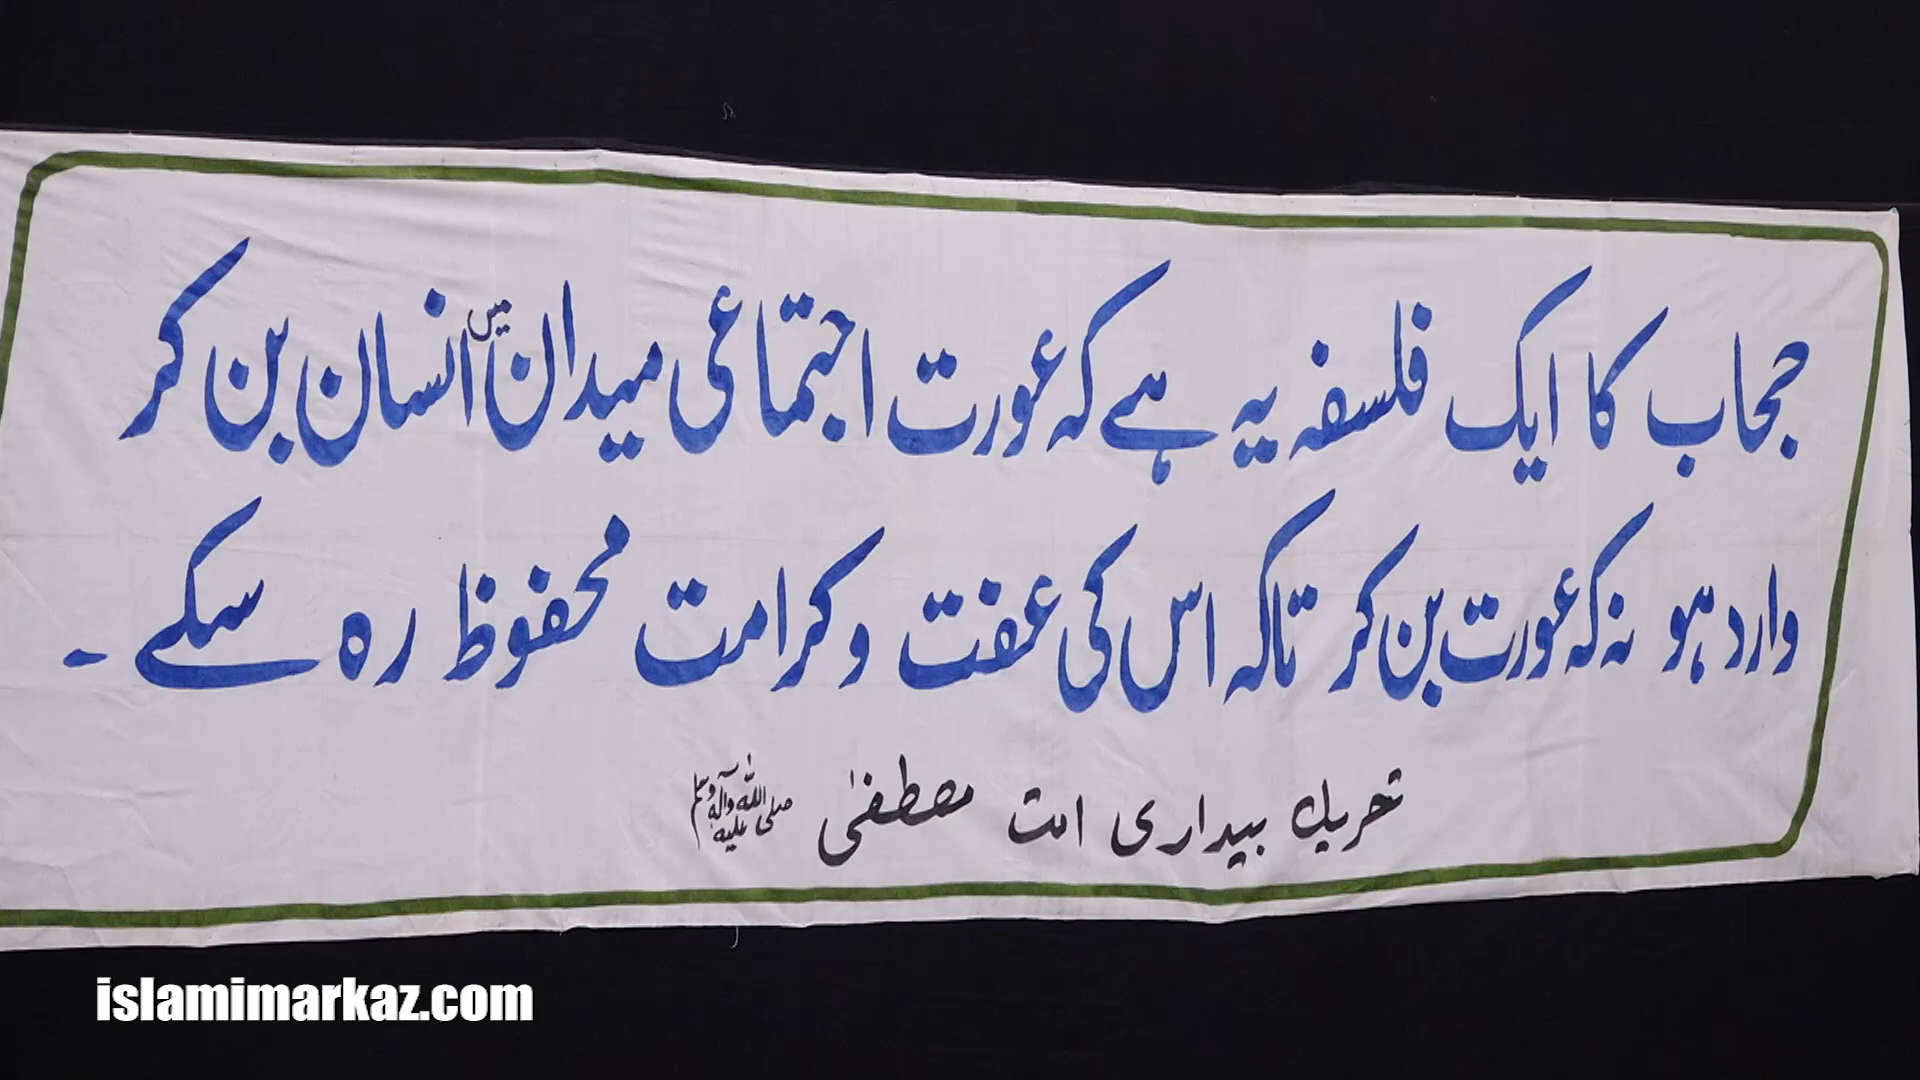 حجاب کا ایک فلسفہ یہ ہے کہ عورت اجتماعی میدان میں انسان بن کر
وارد ہو نہ کہ عورت بن کر تاکہ اس کی عفت و کرامت محفوظ رہ سکے ۔
تحریک بیداری امت مصطفیٰ صلی اللہ علیہ وآلہ وسلم
islamimarkaz.com